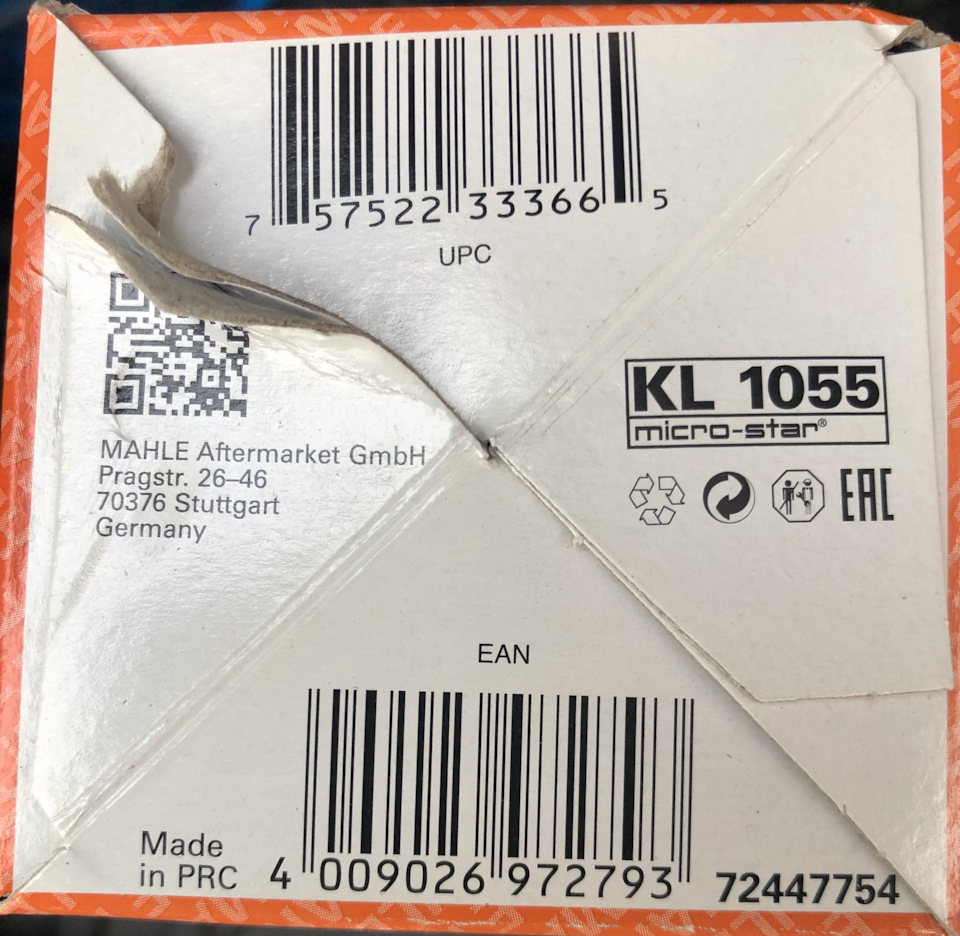 7 57522 33366 5
UPC
KL 1055
micro-star®
MAHLE Aftermarket GmbH
Pragstr. 26–46
70376 Stuttgart
Germany
EAC
EAN
Made
in PRC
4 009026 972793
72447754